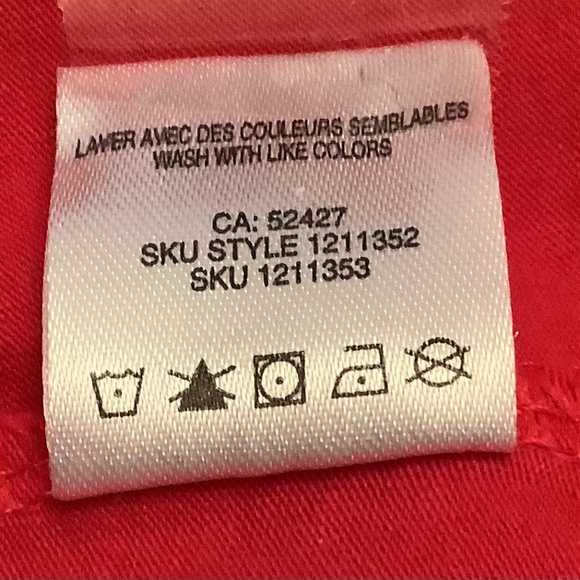 LAVER AVEC DES COULEURS SEMBLABLES
WASH WITH LIKE COLORS
CA: 52427
SKU STYLE 1211352
SKU 1211353